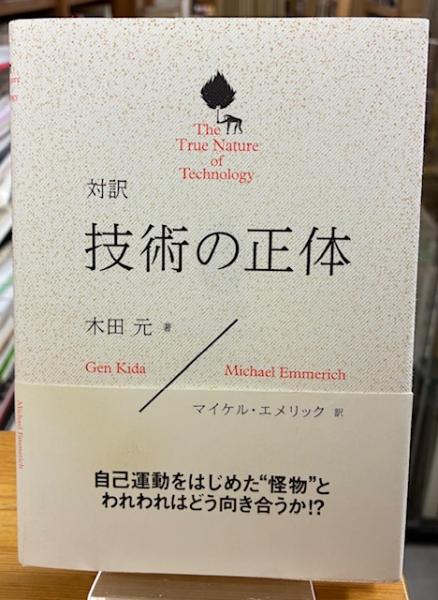 The
True Nature
of
Technology
対訳
技術の正体
木田 元 著
Gen Kida
Michael Emmerich
マイケル・エメリック 訳
自己運動をはじめた“怪物”と
われわれはどう向き合うか!?
Michael Emmerich